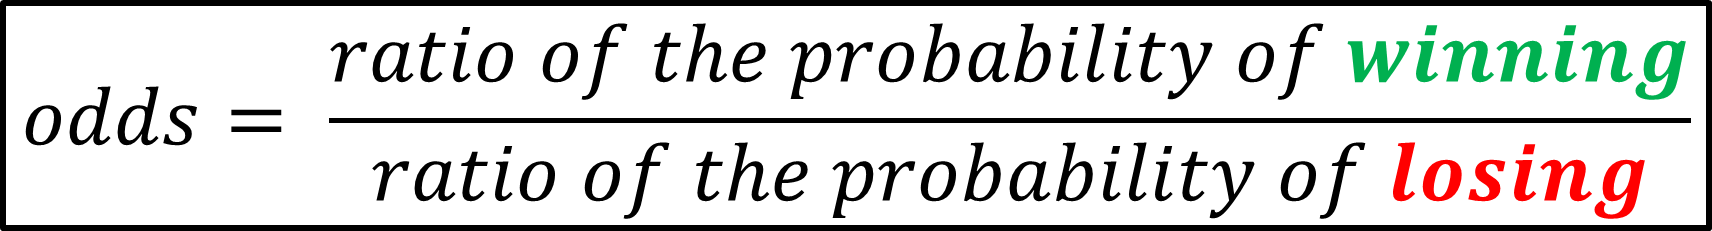 odds = ratio of the probability of winning
ratio of the probability of losing